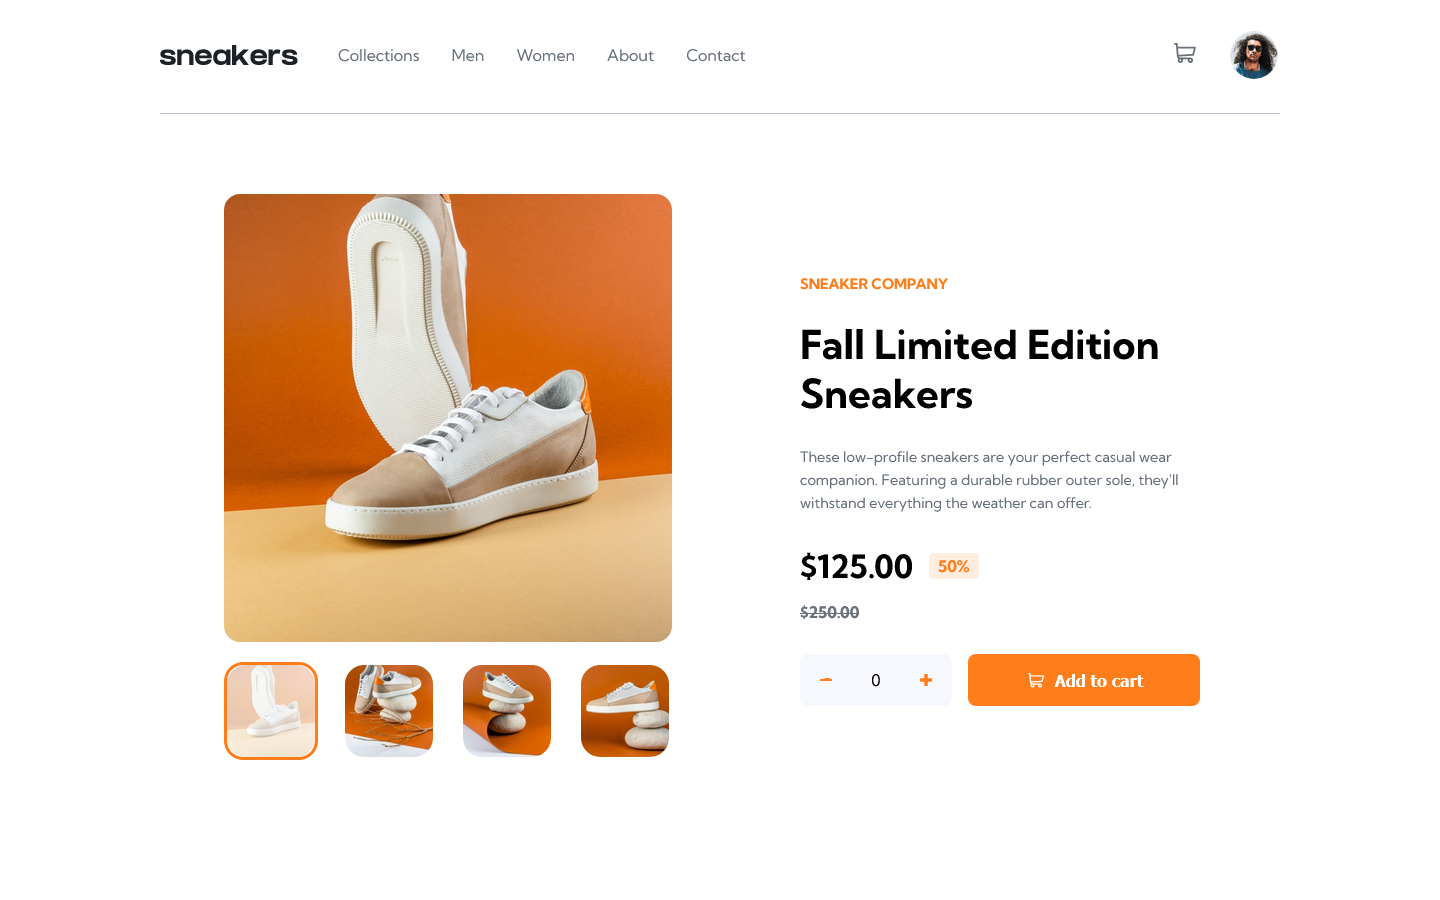 sneakers
Collections
Men
Women
About
Contact
SNEAKER COMPANY
Fall Limited Edition
Sneakers
These low-profile sneakers are your perfect casual wear
companion. Featuring a durable rubber outer sole, they'll
withstand everything the weather can offer.
$125.00 50%
$250.00
0
Add to cart